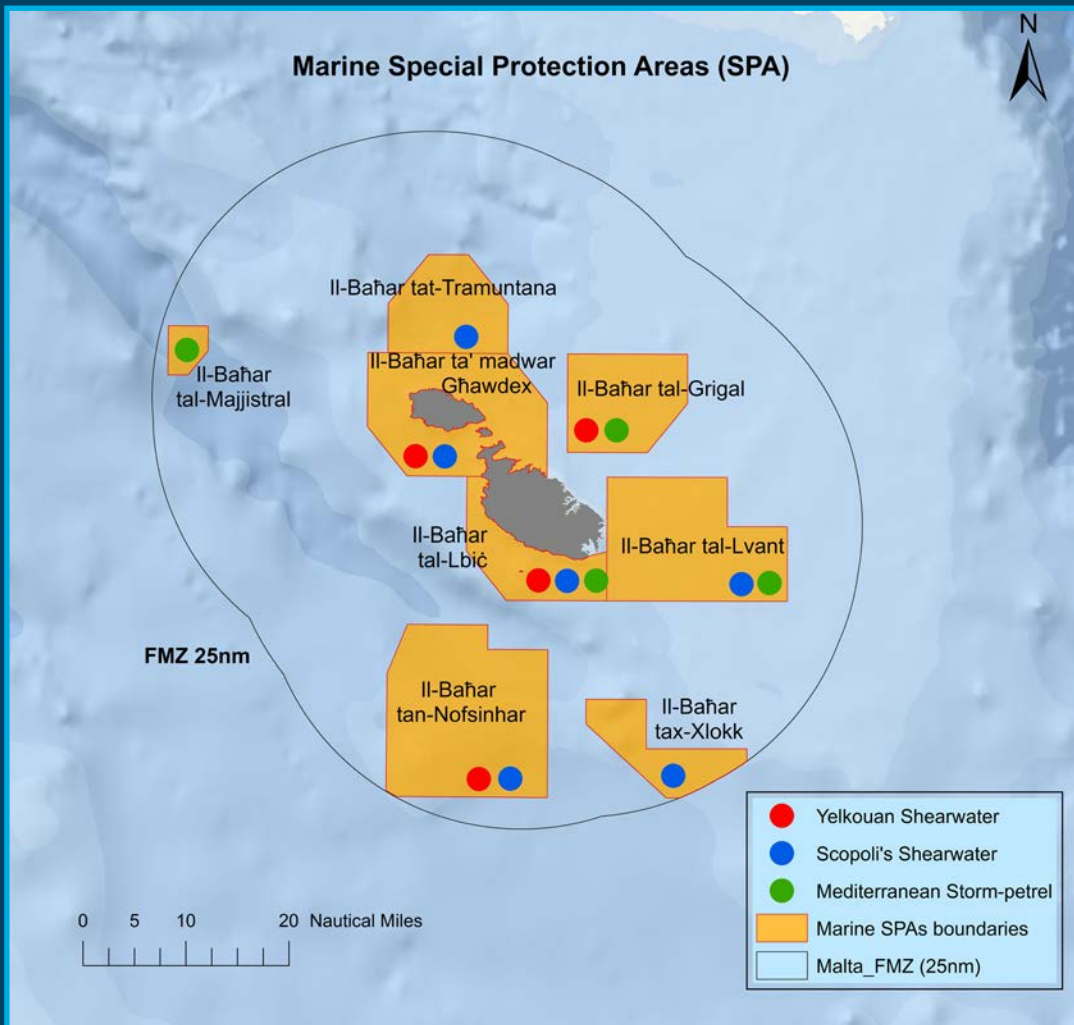 N
Marine Special Protection Areas (SPA)
Il-Baħar tat-Tramuntana
Il-Baħar ta' madwar
Għawdex
Il-Baħar
tal-Majjistral
Il-Baħar tal-Grigal
Il-Baħar
tal-Lbiċ
Il-Baħar tal-Lvant
FMZ 25nm
Il-Baħar
tan-Nofsinhar
Il-Baħar
tax-Xlokk
Yelkouan Shearwater
Scopoli's Shearwater
Mediterranean Storm-petrel
Marine SPAs boundaries
Malta_FMZ (25nm)
0 5 10 20 Nautical Miles